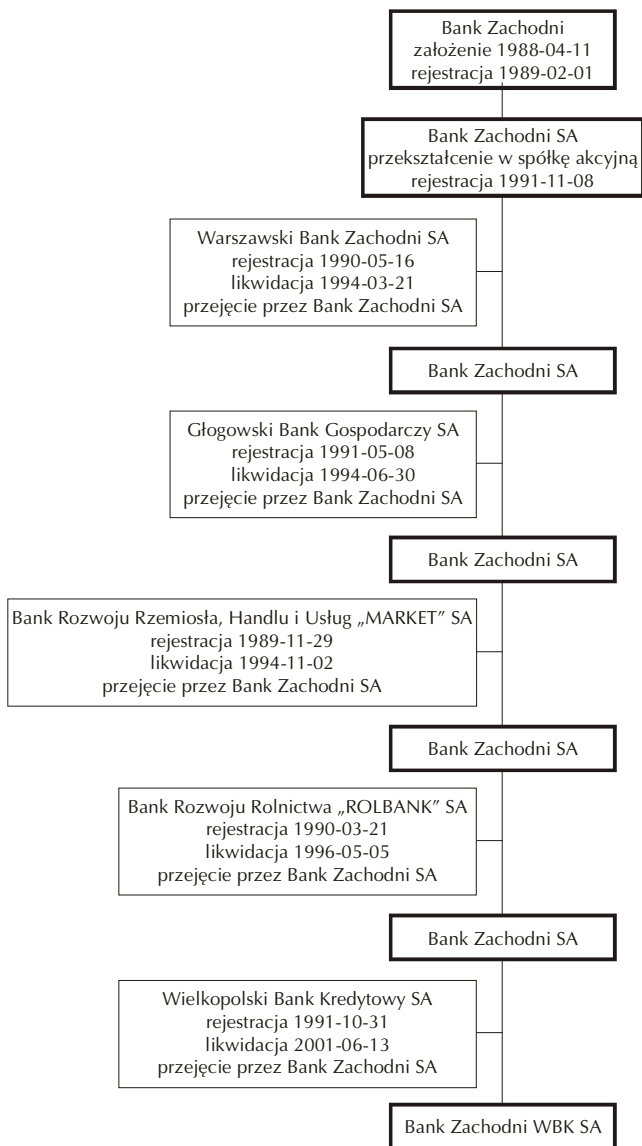 Bank Zachodni
założenie 1988-04-11
rejestracja 1989-02-01
Bank Zachodni SA
przekształcenie w spółkę akcyjną
rejestracja 1991-11-08
Warszawski Bank Zachodni SA
rejestracja 1990-05-16
likwidacja 1994-03-21
przejęcie przez Bank Zachodni SA
Bank Zachodni SA
Głogowski Bank Gospodarczy SA
rejestracja 1991-05-08
likwidacja 1994-06-30
przejęcie przez Bank Zachodni SA
Bank Zachodni SA
Bank Rozwoju Rzemiosła, Handlu i Usług „MARKET” SA
rejestracja 1989-11-29
likwidacja 1994-11-02
przejęcie przez Bank Zachodni SA
Bank Zachodni SA
Bank Rozwoju Rolnictwa „ROLBANK” SA
rejestracja 1990-03-21
likwidacja 1996-05-05
przejęcie przez Bank Zachodni SA
Bank Zachodni SA
Wielkopolski Bank Kredytowy SA
rejestracja 1991-10-31
likwidacja 2001-06-13
przejęcie przez Bank Zachodni SA
Bank Zachodni WBK SA